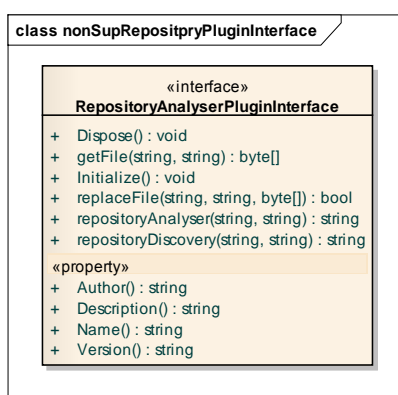 class nonSupRepositpryPluginInterface
«interface»
RepositoryAnalyserPluginInterface
+ Dispose() : void
+ getFile(string, string) : byte[]
+ Initialize() : void
+ replaceFile(string, string, byte[]) : bool
+ repositoryAnalyser(string, string) : string
+ repositoryDiscovery(string, string) : string
«property»
+ Author() : string
+ Description() : string
+ Name() : string
+ Version() : string